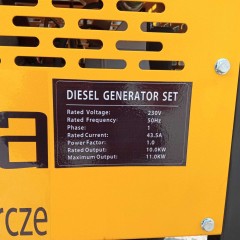 DIESEL GENERATOR SET
Rated Voltage: 230V
Rated Frequency: 50Hz
Phase: 1
Rated Current: 43.5A
Power Factor: 1.0
Rated Output: 10.0KW
Maximum Output: 11.0KW
a
rcze